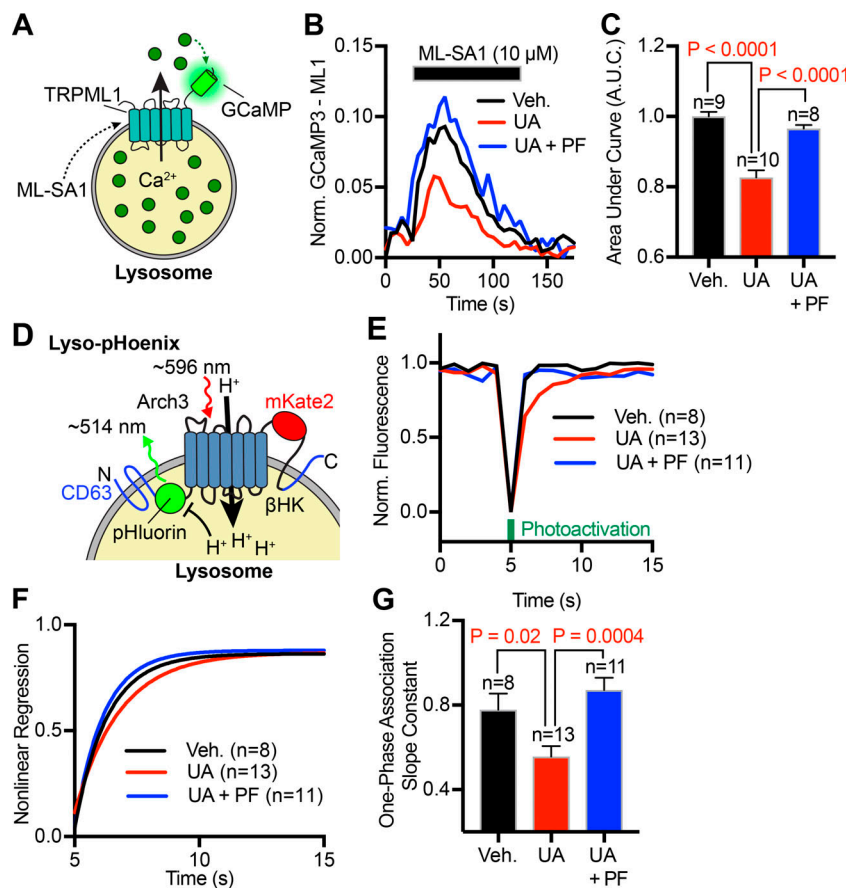 A
TRPML1
GCaMP
ML-SA1
Ca²⁺
Lysosome
B
Norm. GCaMP3 - ML1
0.15
0.10
0.05
0.00
ML-SA1 (10 μM)
Veh.
UA
UA + PF
0 50 100 150
Time (s)
C
Area Under Curve (A.U.C.)
1.2
1.0
0.8
0.6
P < 0.0001
P < 0.0001
n=9
n=10
n=8
Veh. UA UA
+ PF
D
Lyso-pHoenix
~596 nm
H⁺
Arch3
mKate2
~514 nm
N
C
CD63
βHK
pHluorin
H⁺ H⁺ H⁺
Lysosome
E
Norm. Fluorescence
1.0
0.5
0.0
Veh. (n=8)
UA (n=13)
UA + PF (n=11)
Photoactivation
0 5 10 15
Time (s)
F
Nonlinear Regression
1.0
0.5
0.0
Veh. (n=8)
UA (n=13)
UA + PF (n=11)
5 10 15
Time (s)
G
One-Phase Association
Slope Constant
1.2
0.8
0.4
P = 0.02
P = 0.0004
n=8
n=13
n=11
Veh. UA UA
+ PF